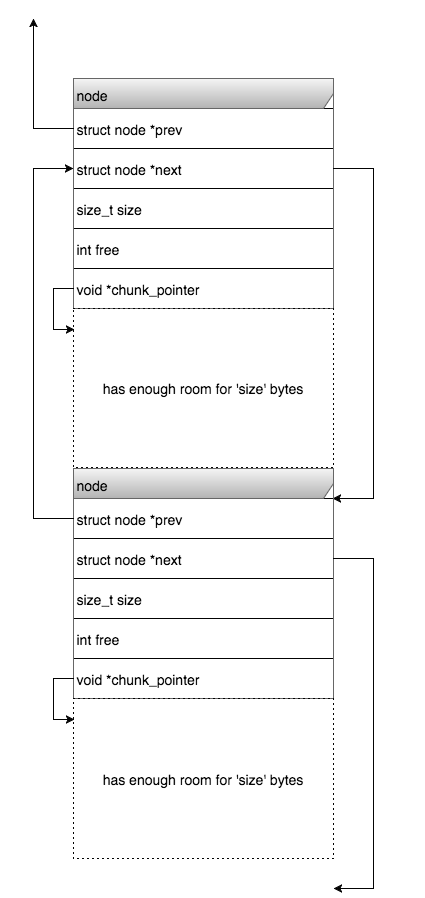 node
struct node *prev
struct node *next
size_t size
int free
void *chunk_pointer
has enough room for 'size' bytes
node
struct node *prev
struct node *next
size_t size
int free
void *chunk_pointer
has enough room for 'size' bytes